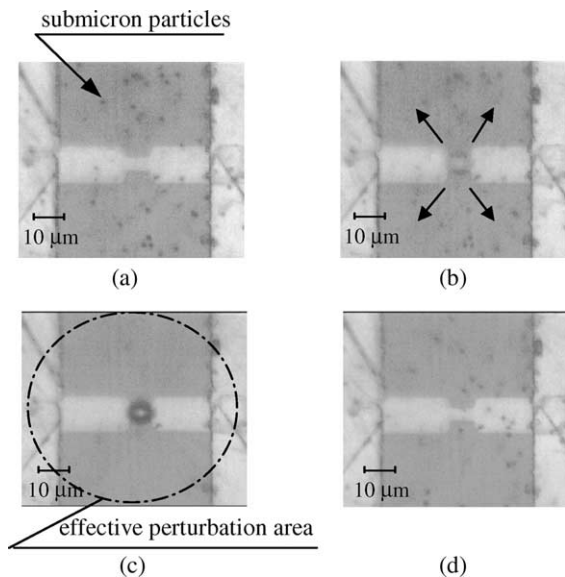 submicron particles
10 μm
10 μm
(a)
(b)
10 μm
10 μm
effective perturbation area
(c)
(d)